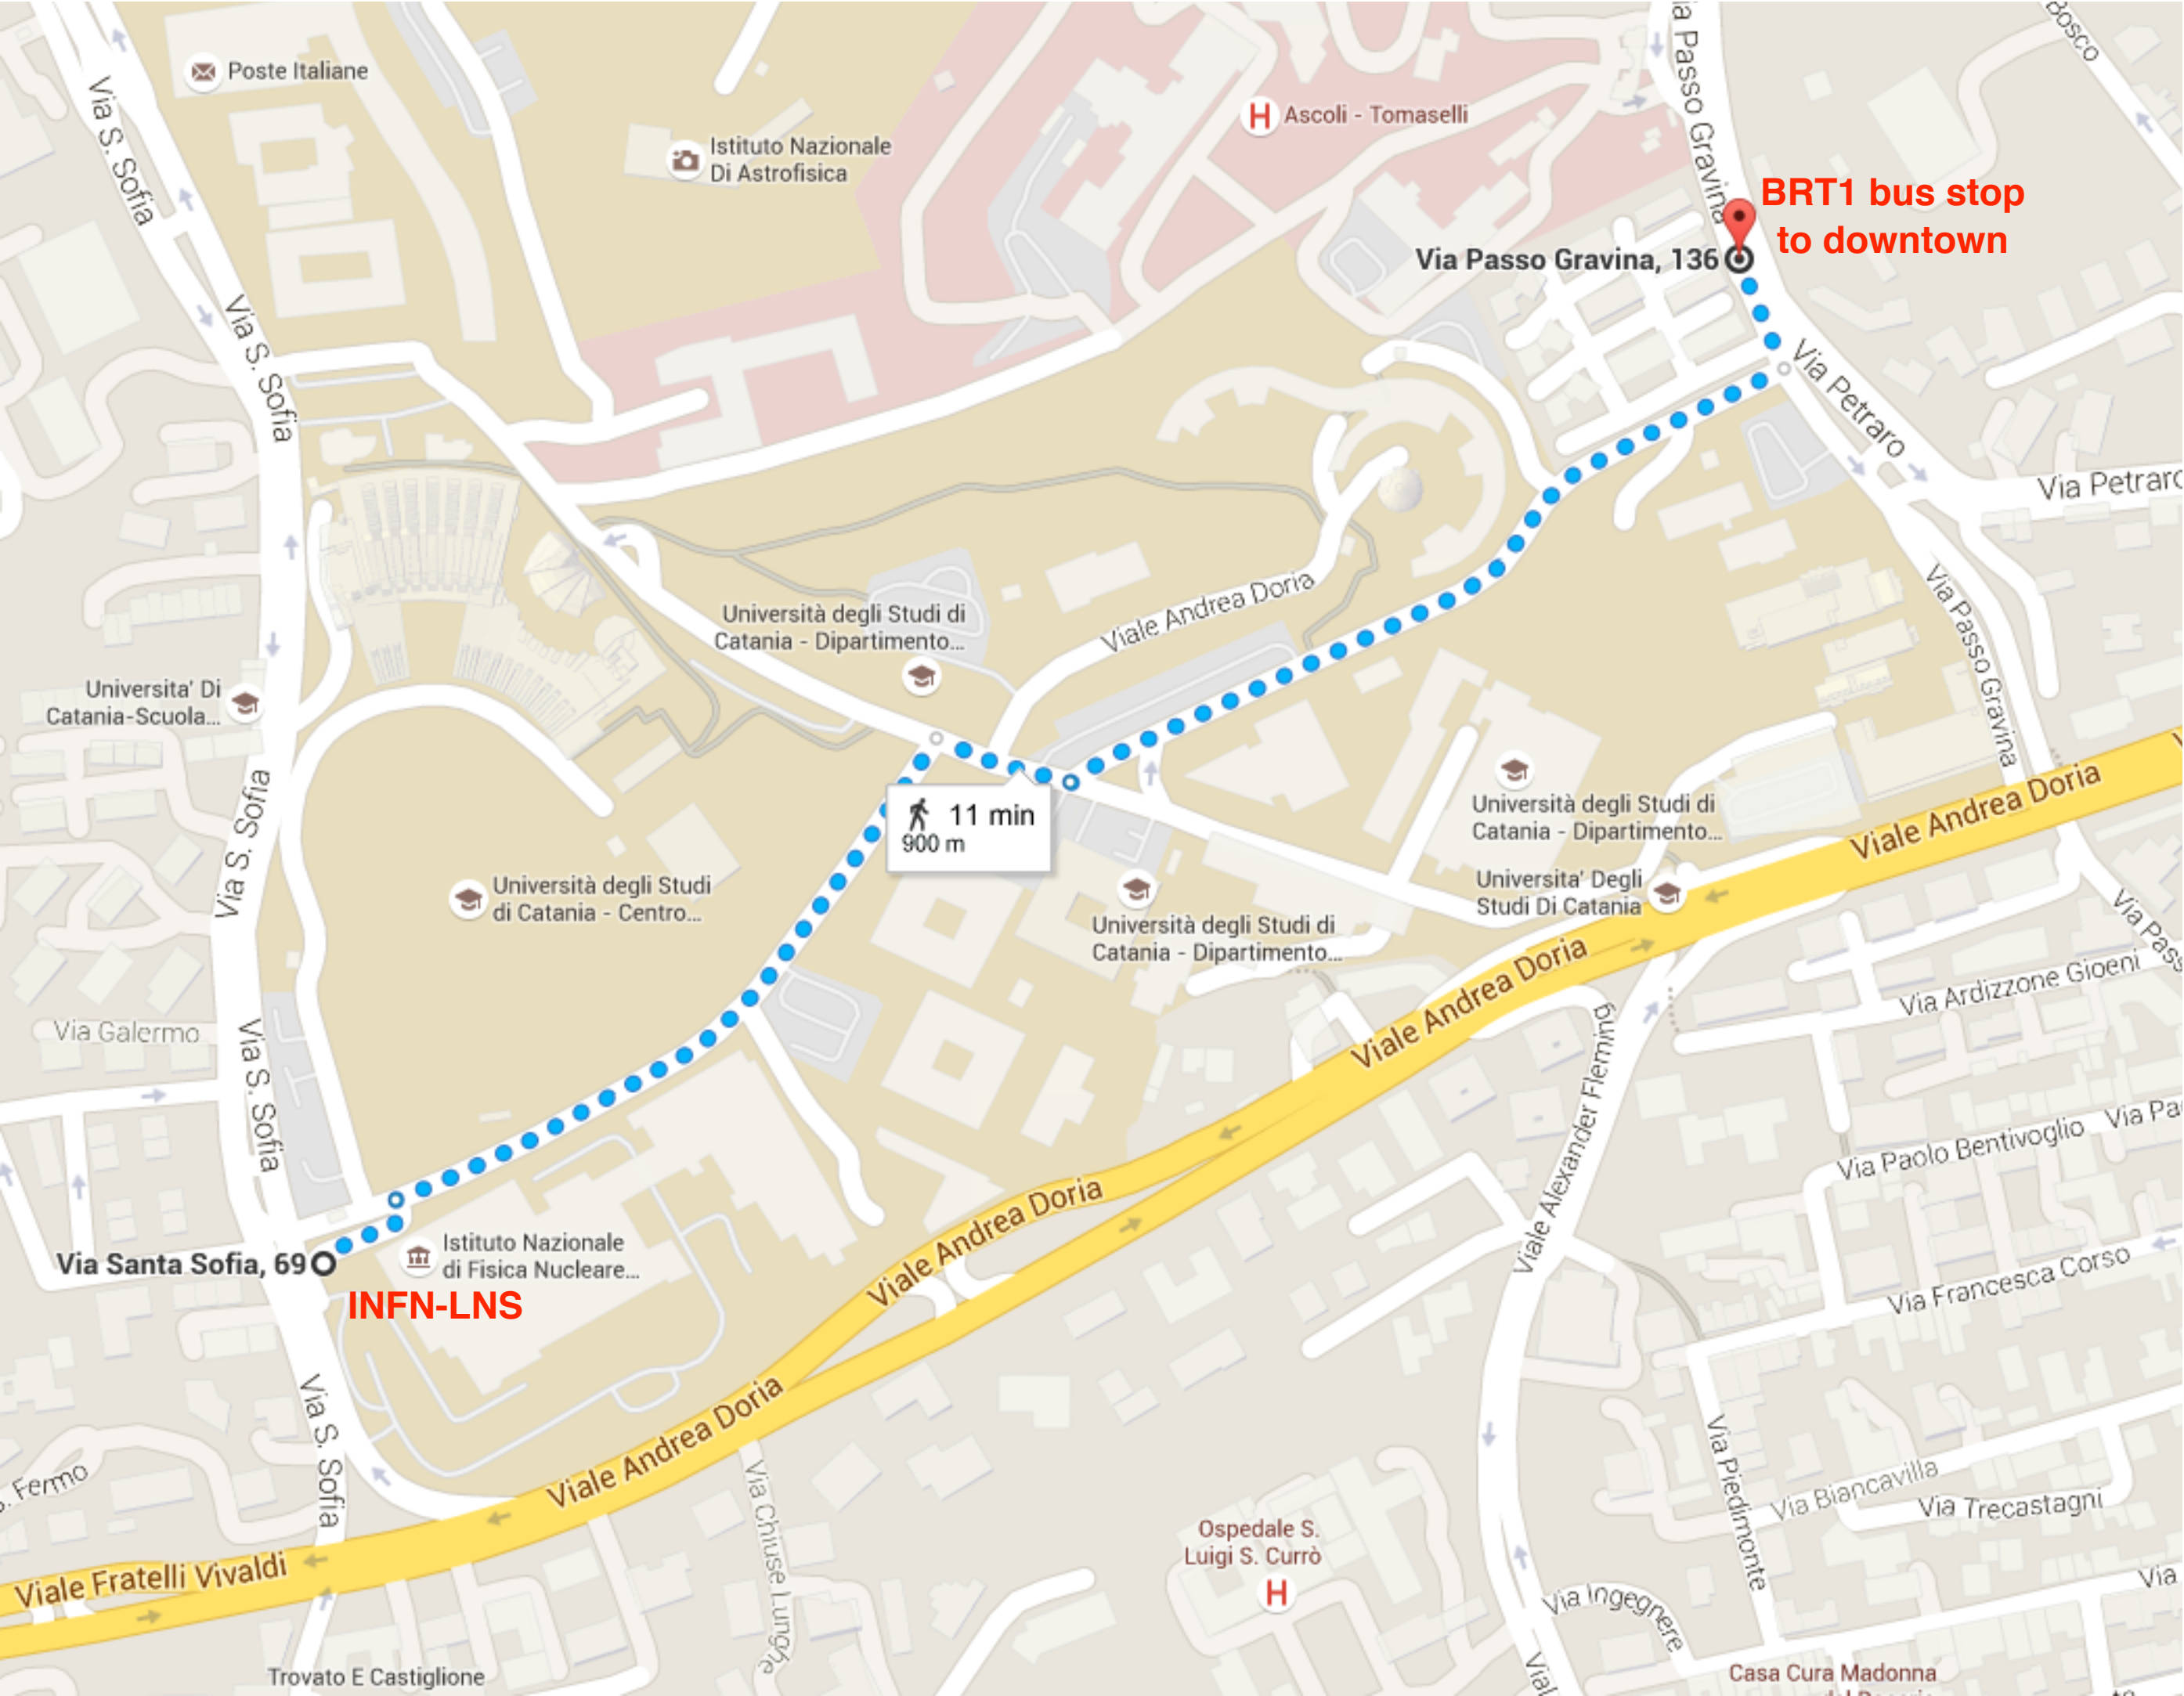 Bosco
Via Passo Gravina
Poste Italiane
Via S. Sofia
Ascoli - Tomaselli
H
Istituto Nazionale
Di Astrofisica
BRT1 bus stop
to downtown
Via Passo Gravina, 136
Via S. Sofia
Via Petraro
Via Petraro
Viale Andrea Doria
Università degli Studi di
Catania - Dipartimento...
Via Passo Gravina
Universita' Di
Catania-Scuola...
Via S. Sofia
11 min
900 m
Università degli Studi di
Catania - Dipartimento...
Viale Andrea Doria
Universita' Degli
Studi Di Catania
Università degli Studi
di Catania - Centro...
Università degli Studi di
Catania - Dipartimento...
Via Pass
Viale Andrea Doria
Via Ardizzone Gioeni
Via Galermo
Via S. Sofia
Viale Alexander Fleming
Via Paolo Bentivoglio
Via Pa
Viale Andrea Doria
Istituto Nazionale
di Fisica Nucleare...
Via Santa Sofia, 69
INFN-LNS
Via Francesca Corso
Via S. Sofia
Viale Andrea Doria
. Fermo
Via Chiuse Lunghe
Via Piedimonte
Via Biancavilla
Via Trecastagni
Ospedale S.
Luigi S. Currò
H
Viale Fratelli Vivaldi
Via Ingegnere
Via
Vial
Trovato E Castiglione
Casa Cura Madonna